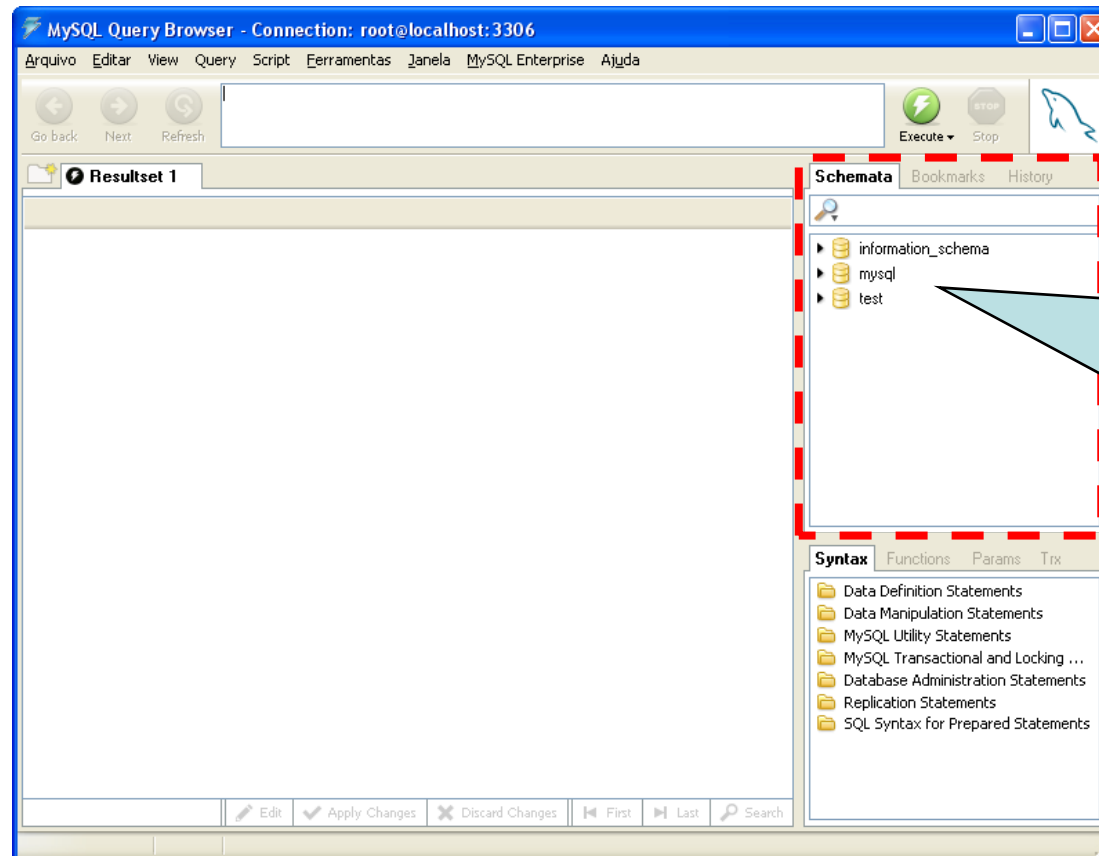 MySQL Query Browser - Connection: root@localhost:3306
Arquivo Editar View Query Script Ferramentas Janela MySQL Enterprise Ajuda
Go back Next Refresh Execute STOP Stop
Resultset 1
Schemata Bookmarks History
information_schema
mysql
test
Syntax Functions Params Trx
Data Definition Statements
Data Manipulation Statements
MySQL Utility Statements
MySQL Transactional and Locking ...
Database Administration Statements
Replication Statements
SQL Syntax for Prepared Statements
Edit Apply Changes Discard Changes First Last Search